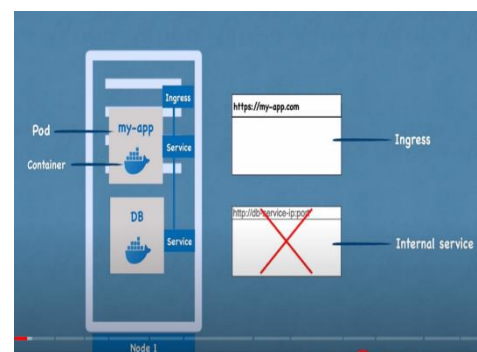 Ingress
https://my-app.com
Pod
my-app
Ingress
Service
Container
DB
http://db-service-ip:port
Internal service
Service
Node 1